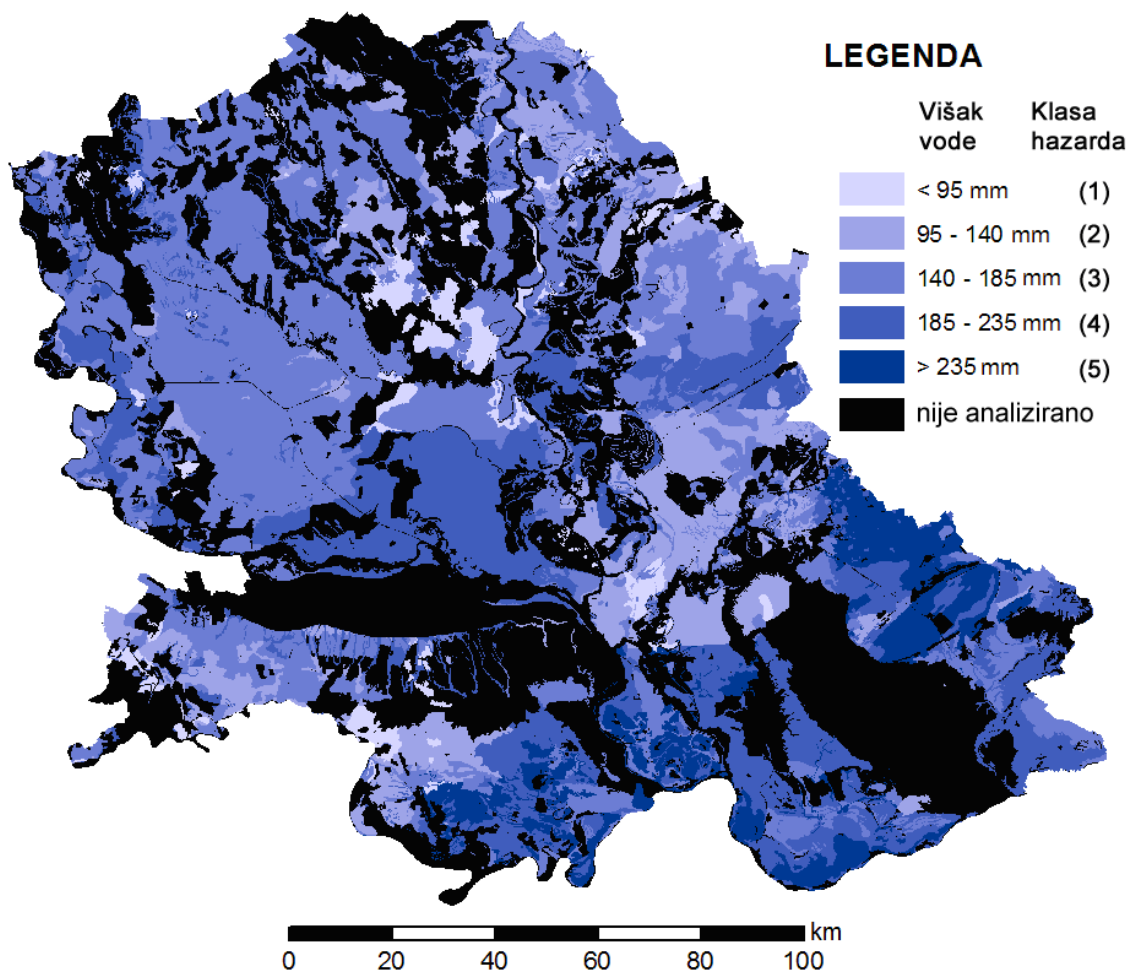 LEGENDA
Višak Klasa
vode hazarda
< 95 mm (1)
95 - 140 mm (2)
140 - 185 mm (3)
185 - 235 mm (4)
> 235 mm (5)
nije analizirano
km
0 20 40 60 80 100